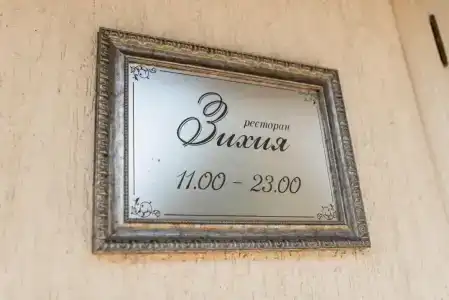 ресторан
Зихия
11.00 – 23.00